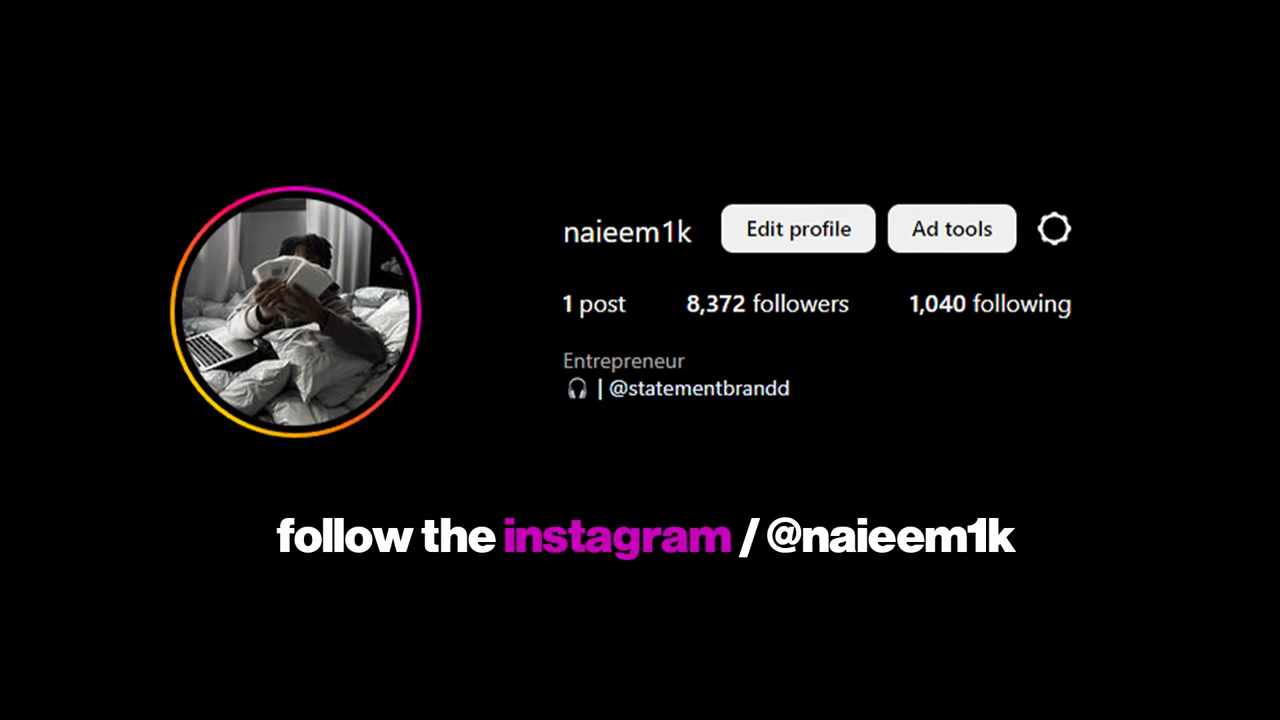 naieem1k Edit profile Ad tools
1 post 8,372 followers 1,040 following
Entrepreneur
🎧 | @statementbrandd
follow the instagram / @naieem1k